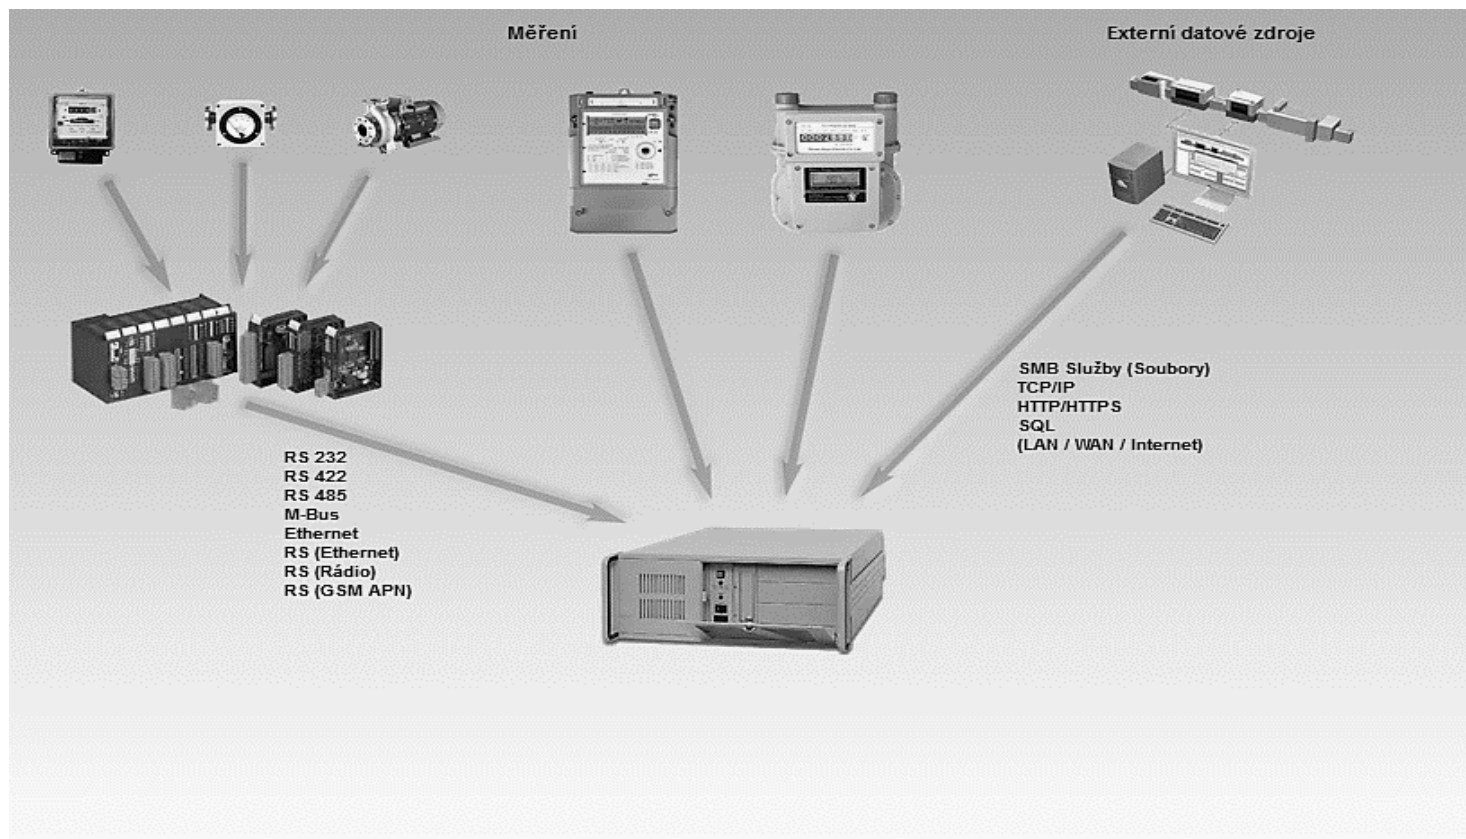 Měření
Externí datové zdroje
SMB Služby (Soubory)
TCP/IP
HTTP/HTTPS
SQL
(LAN / WAN / Internet)
RS 232
RS 422
RS 485
M-Bus
Ethernet
RS (Ethernet)
RS (Rádio)
RS (GSM APN)